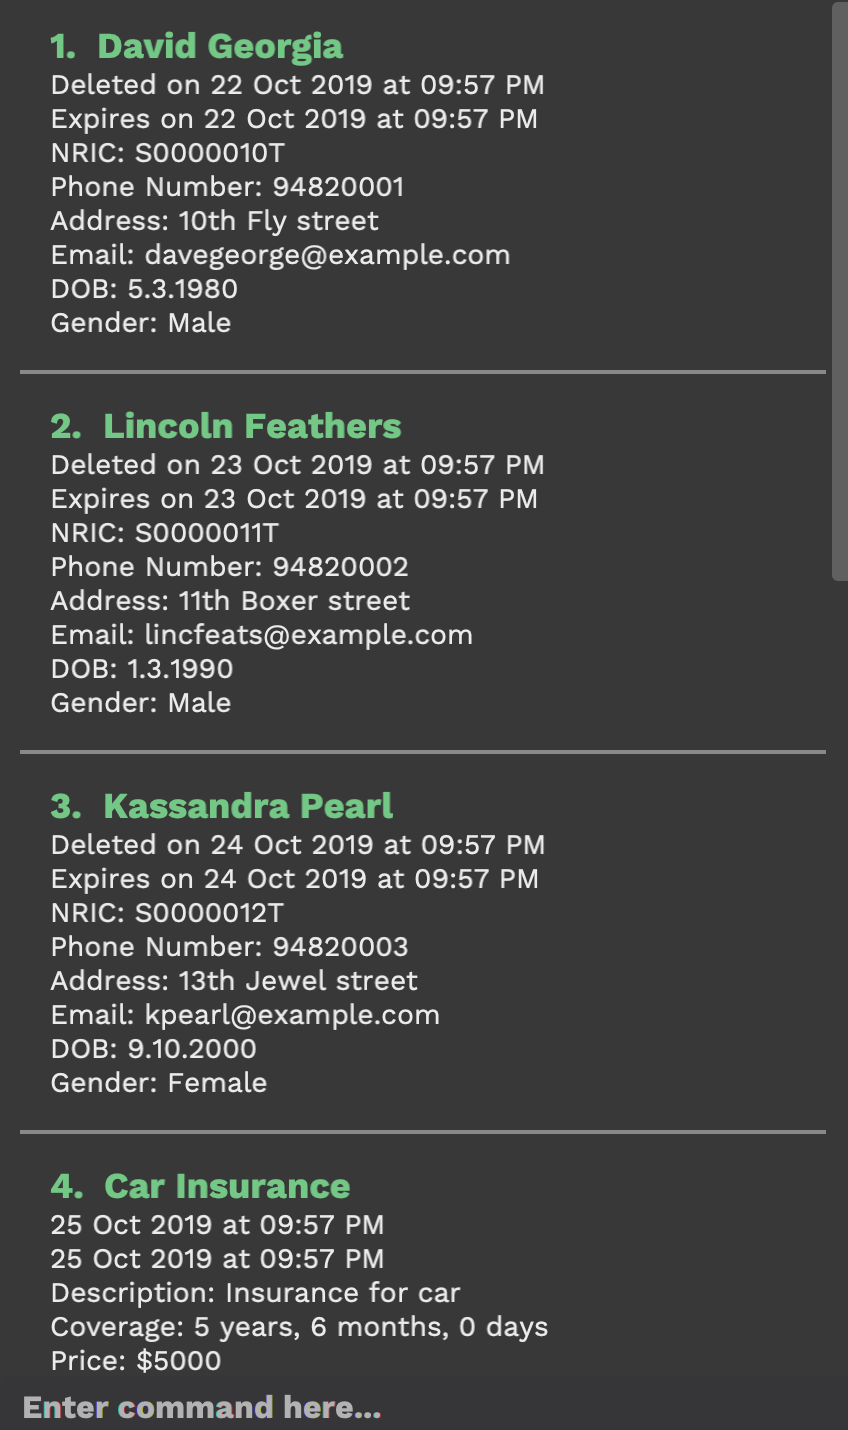 1. David Georgia
Deleted on 22 Oct 2019 at 09:57 PM
Expires on 22 Oct 2019 at 09:57 PM
NRIC: S0000010T
Phone Number: 94820001
Address: 10th Fly street
Email: davegeorge@example.com
DOB: 5.3.1980
Gender: Male
2. Lincoln Feathers
Deleted on 23 Oct 2019 at 09:57 PM
Expires on 23 Oct 2019 at 09:57 PM
NRIC: S0000011T
Phone Number: 94820002
Address: 11th Boxer street
Email: lincfeats@example.com
DOB: 1.3.1990
Gender: Male
3. Kassandra Pearl
Deleted on 24 Oct 2019 at 09:57 PM
Expires on 24 Oct 2019 at 09:57 PM
NRIC: S0000012T
Phone Number: 94820003
Address: 13th Jewel street
Email: kpearl@example.com
DOB: 9.10.2000
Gender: Female
4. Car Insurance
25 Oct 2019 at 09:57 PM
25 Oct 2019 at 09:57 PM
Description: Insurance for car
Coverage: 5 years, 6 months, 0 days
Price: $5000
Enter command here...